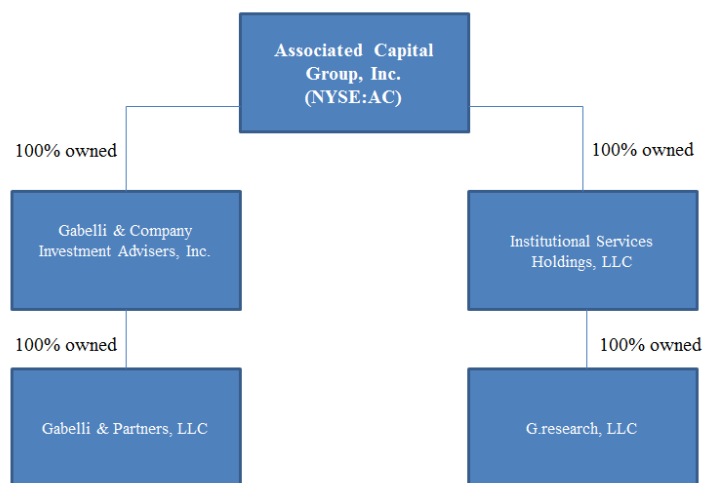 Associated Capital
Group, Inc.
(NYSE:AC)
100% owned
100% owned
Gabelli & Company
Investment Advisers, Inc.
Institutional Services
Holdings, LLC
100% owned
100% owned
Gabelli & Partners, LLC
G.research, LLC